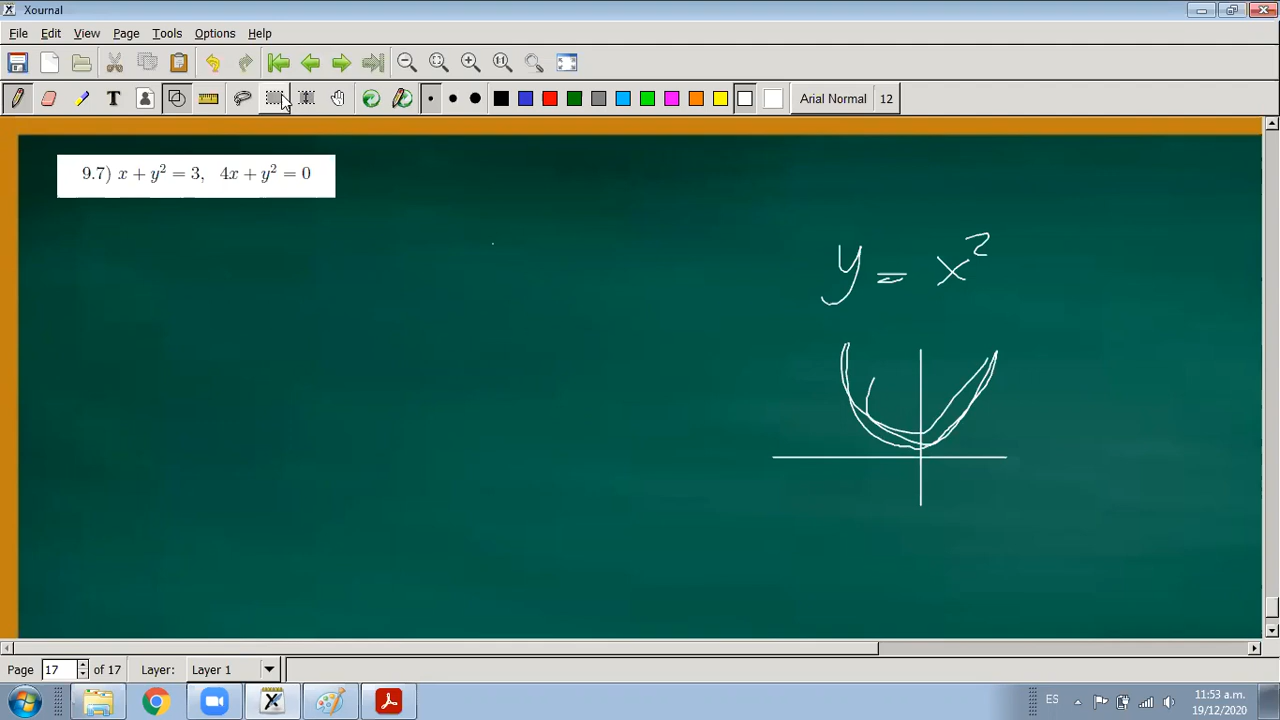 Xournal
File Edit View Page Tools Options Help
Arial Normal 12
9.7) x + y² = 3, 4x + y² = 0
y = x²
Page 17 of 17 Layer: Layer 1
ES
11:53 a.m.
19/12/2020